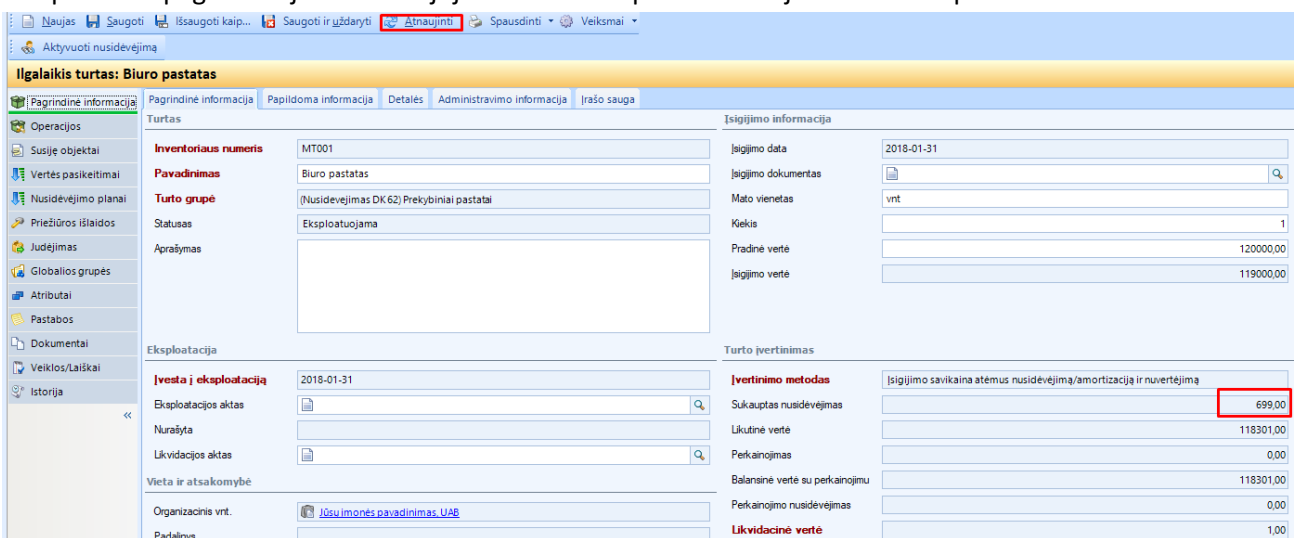 Naujas Saugoti Išsaugoti kaip... Saugoti ir uždaryti Atnaujinti Spausdinti Veiksmai
Aktyvuoti nusidėvėjimą
Ilgalaikis turtas: Biuro pastatas
Pagrindinė informacija
Operacijos
Susiję objektai
Vertės pasikeitimai
Nusidėvėjimo planai
Priežiūros išlaidos
Judėjimas
Globalios grupės
Atributai
Pastabos
Dokumentai
Veiklos/Laiškai
Istorija
«
Pagrindinė informacija Papildoma informacija Detalės Administravimo informacija Įrašo sauga
Turtas
Inventoriaus numeris MT001
Pavadinimas Biuro pastatas
Turto grupė (Nusidevejimas DK 62) Prekybiniai pastatai
Statusas Eksploatuojama
Aprašymas
Eksploatacija
Įvesta į eksploataciją 2018-01-31
Eksploatacijos aktas
Nurašyta
Likvidacijos aktas
Vieta ir atsakomybė
Organizacinis vnt. Jūsų imonės pavadinimas, UAB
Padalinys
Įsigijimo informacija
Įsigijimo data 2018-01-31
Įsigijimo dokumentas
Mato vienetas vnt
Kiekis 1
Pradinė vertė 120000,00
Įsigijimo vertė 119000,00
Turto įvertinimas
Įvertinimo metodas Įsigijimo savikaina atėmus nusidėvėjimą/amortizaciją ir nuvertėjimą
Sukauptas nusidėvėjimas 699,00
Likutinė vertė 118301,00
Perkainojimas 0,00
Balansinė vertė su perkainojimu 118301,00
Perkainojimo nusidėvėjimas 0,00
Likvidacinė vertė 1,00